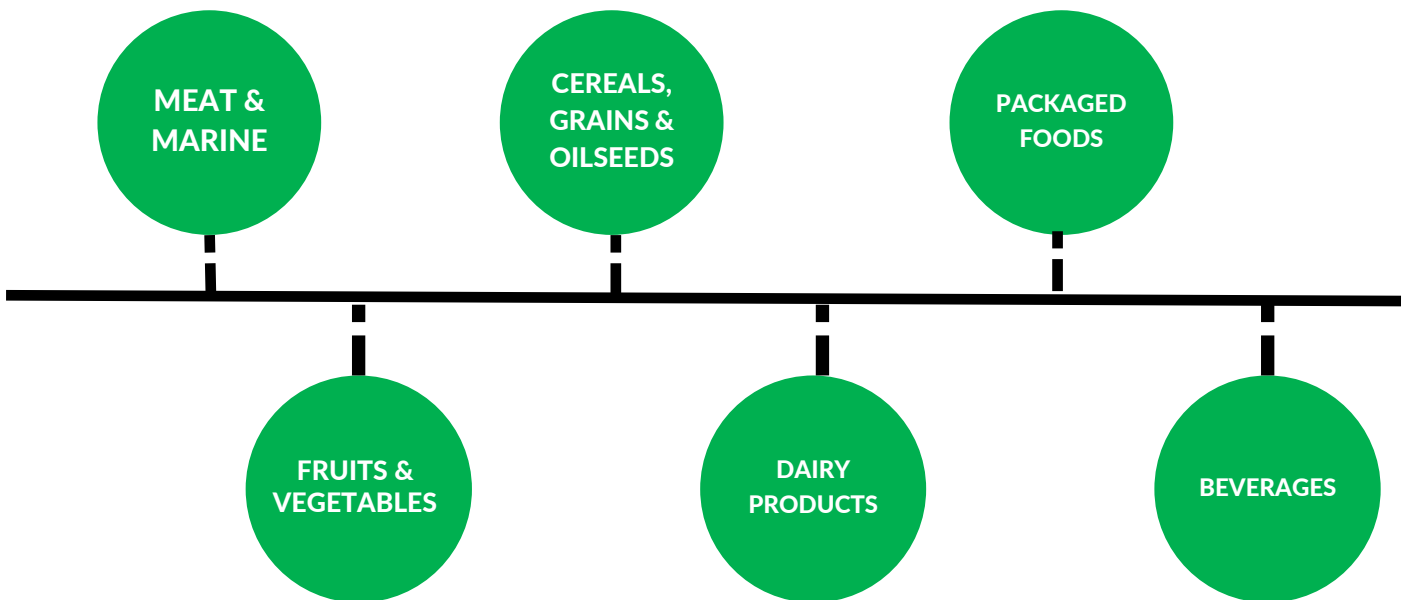 MEAT &
MARINE
CEREALS,
GRAINS &
OILSEEDS
PACKAGED
FOODS
FRUITS &
VEGETABLES
DAIRY
PRODUCTS
BEVERAGES